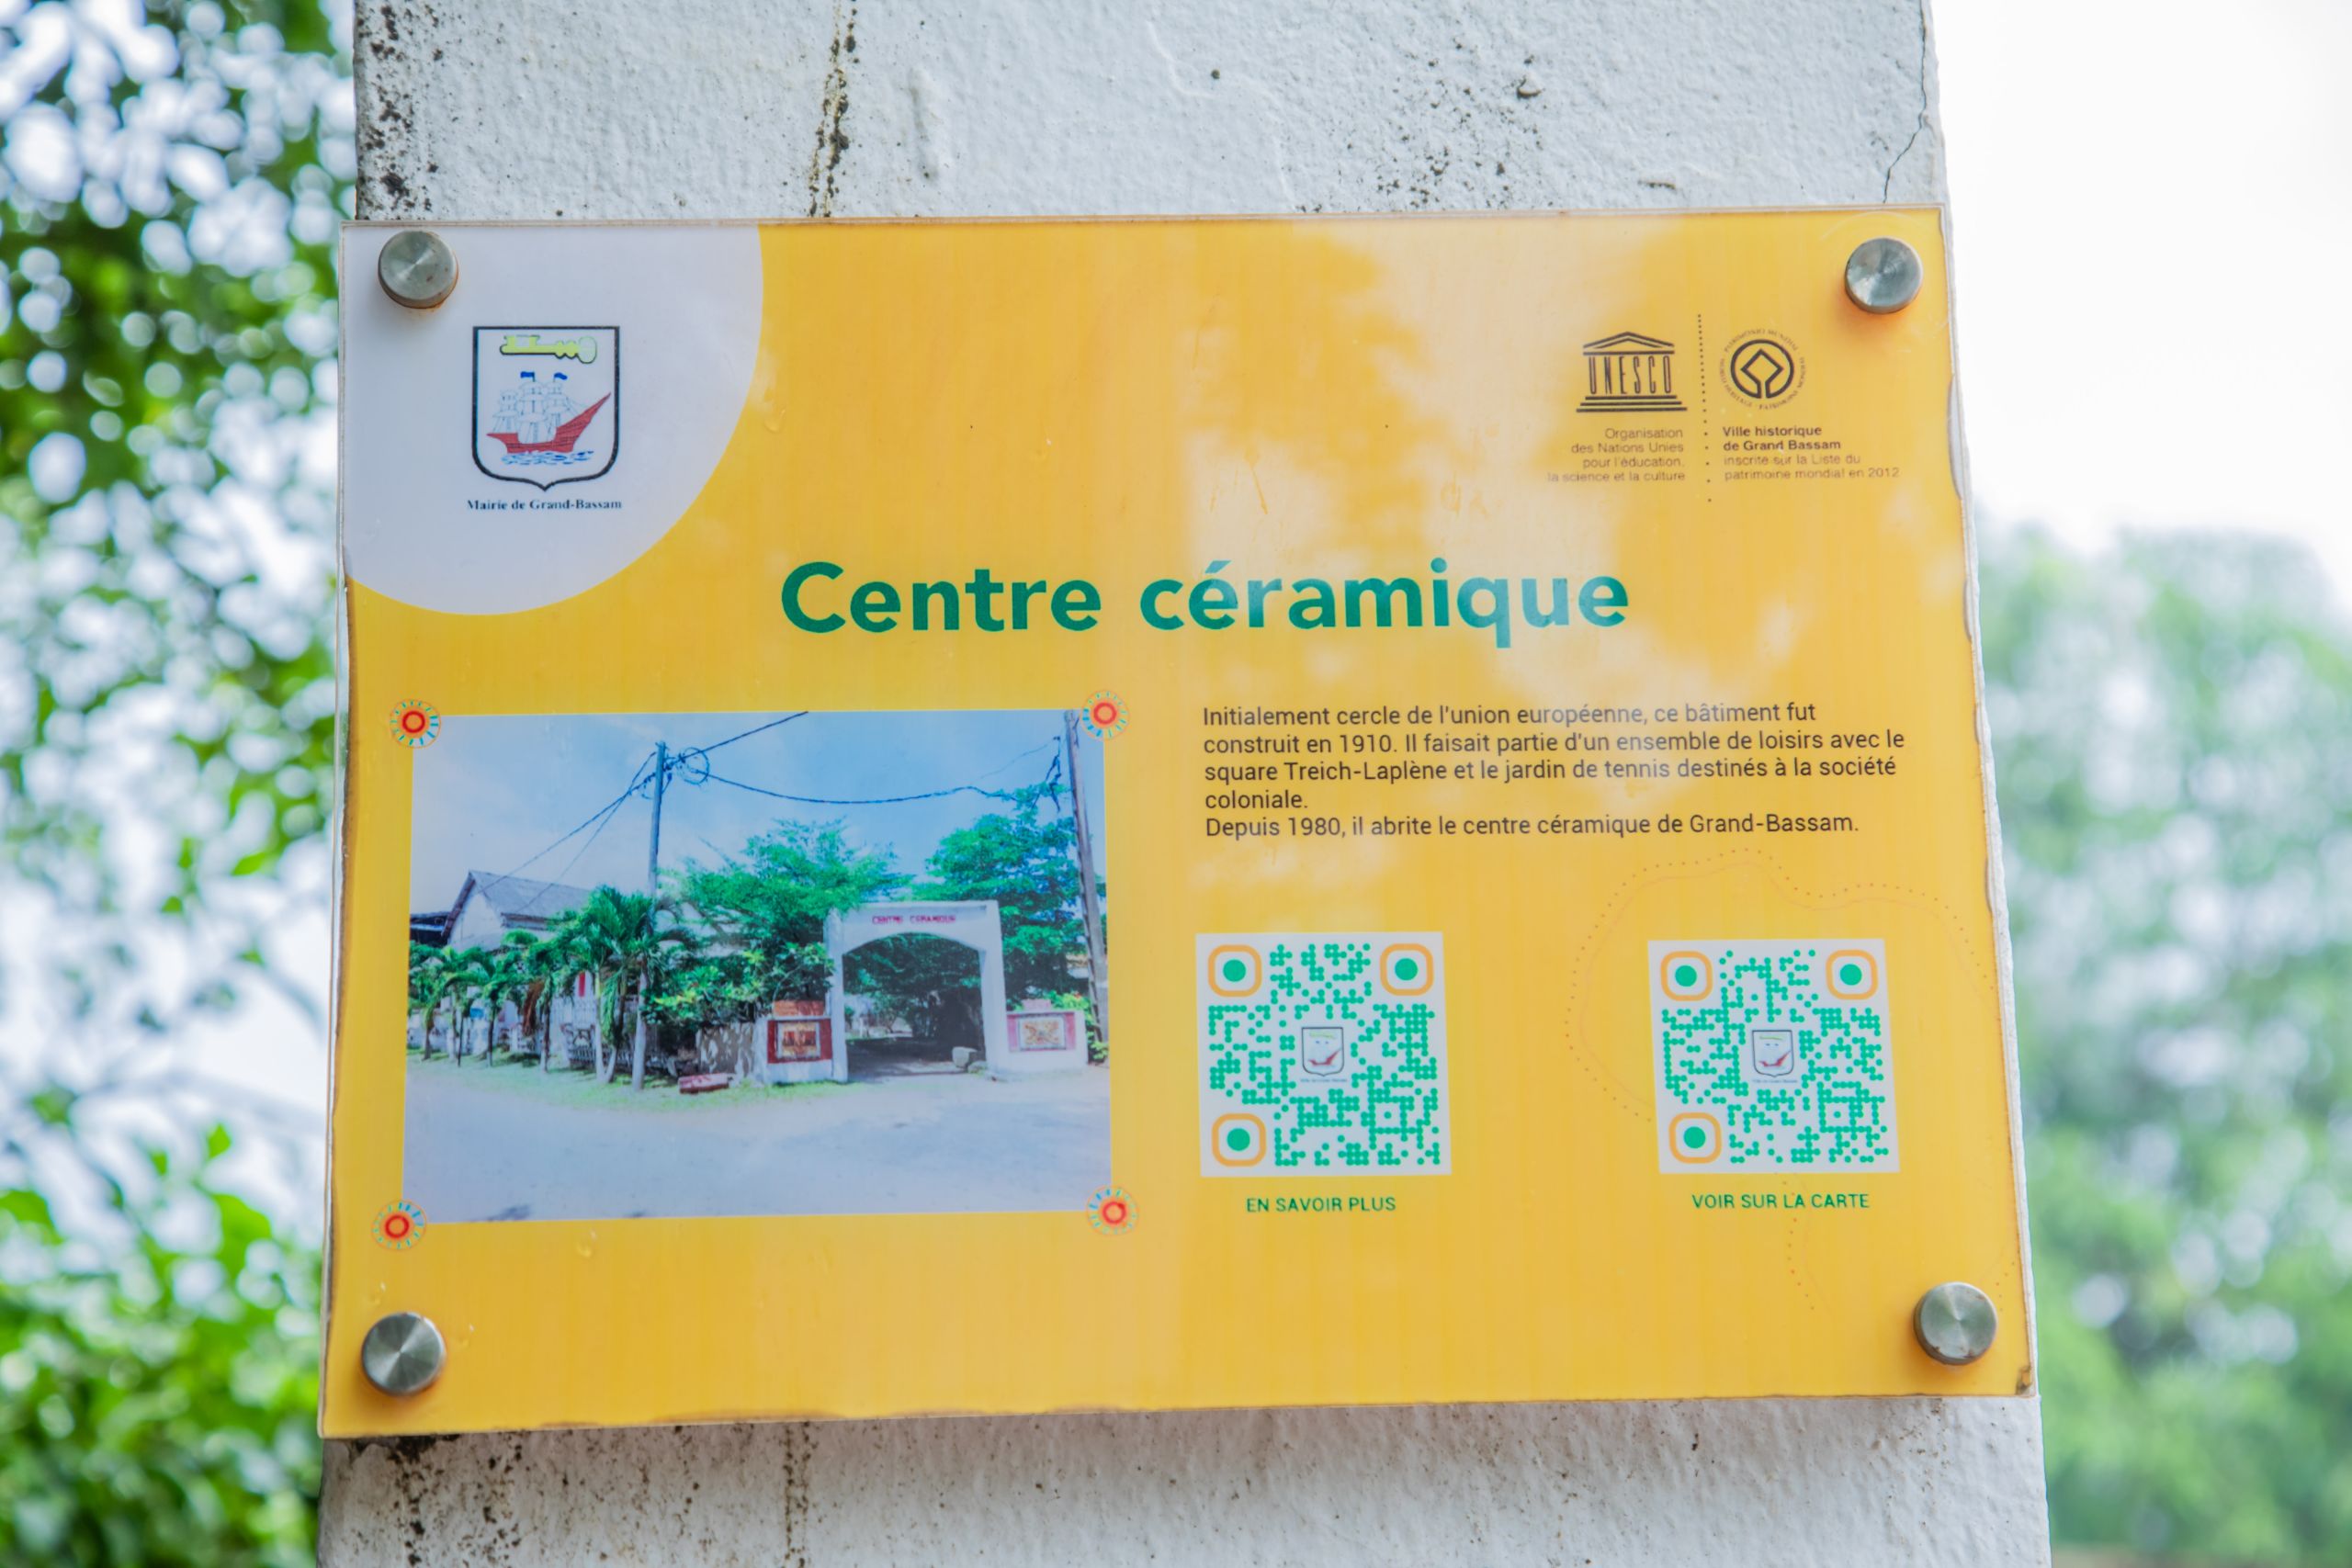 Mairie de Grand-Bassam
UNESCO
Organisation
des Nations Unies
pour l'éducation,
la science et la culture
Ville historique
de Grand Bassam
inscrite sur la Liste du
patrimoine mondial en 2012
Centre céramique
CENTRE CERAMIQUE
Initialement cercle de l'union européenne, ce bâtiment fut
construit en 1910. Il faisait partie d'un ensemble de loisirs avec le
square Treich-Laplène et le jardin de tennis destinés à la société
coloniale.
Depuis 1980, il abrite le centre céramique de Grand-Bassam.
EN SAVOIR PLUS
VOIR SUR LA CARTE